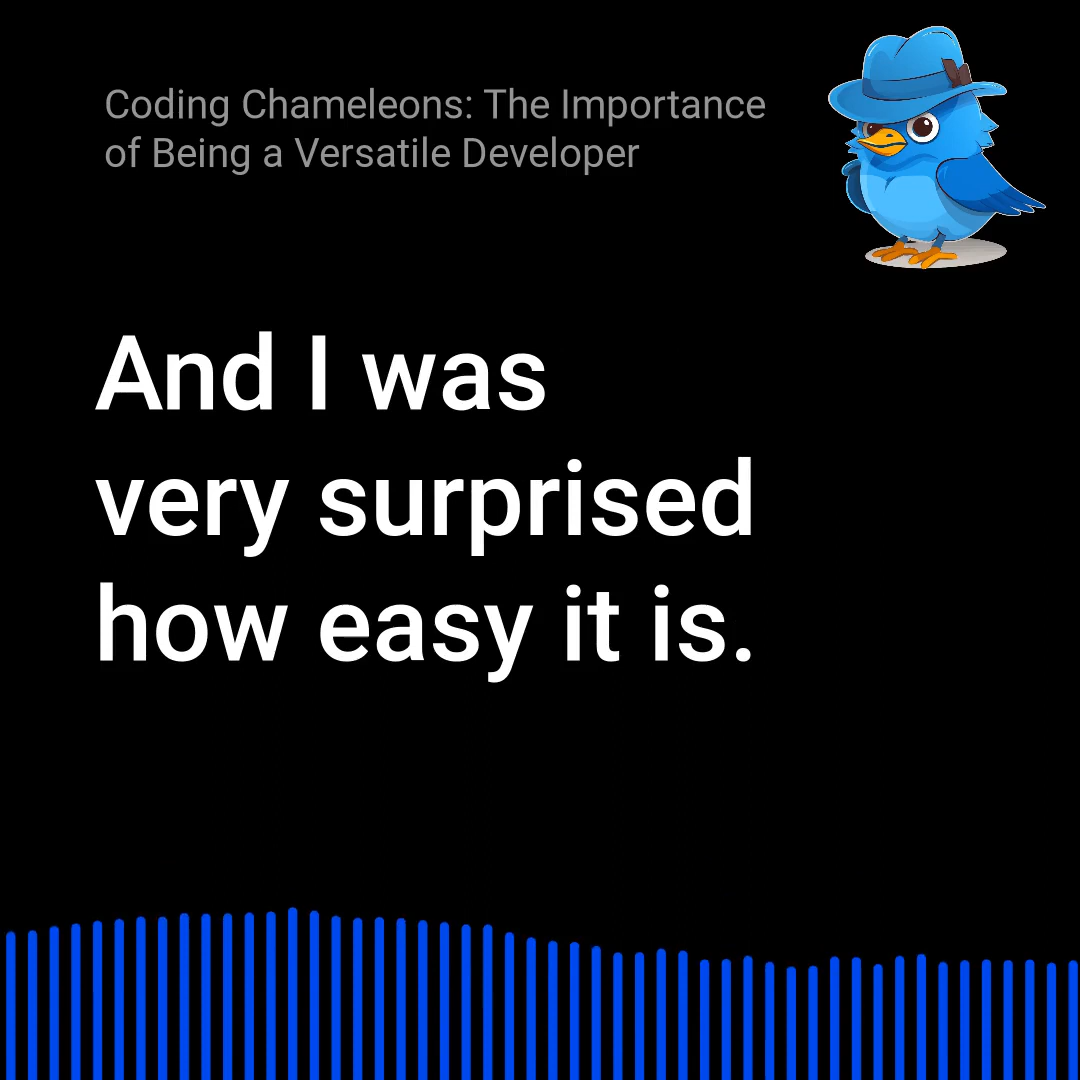 Coding Chameleons: The Importance
of Being a Versatile Developer
And I was
very surprised
how easy it is.